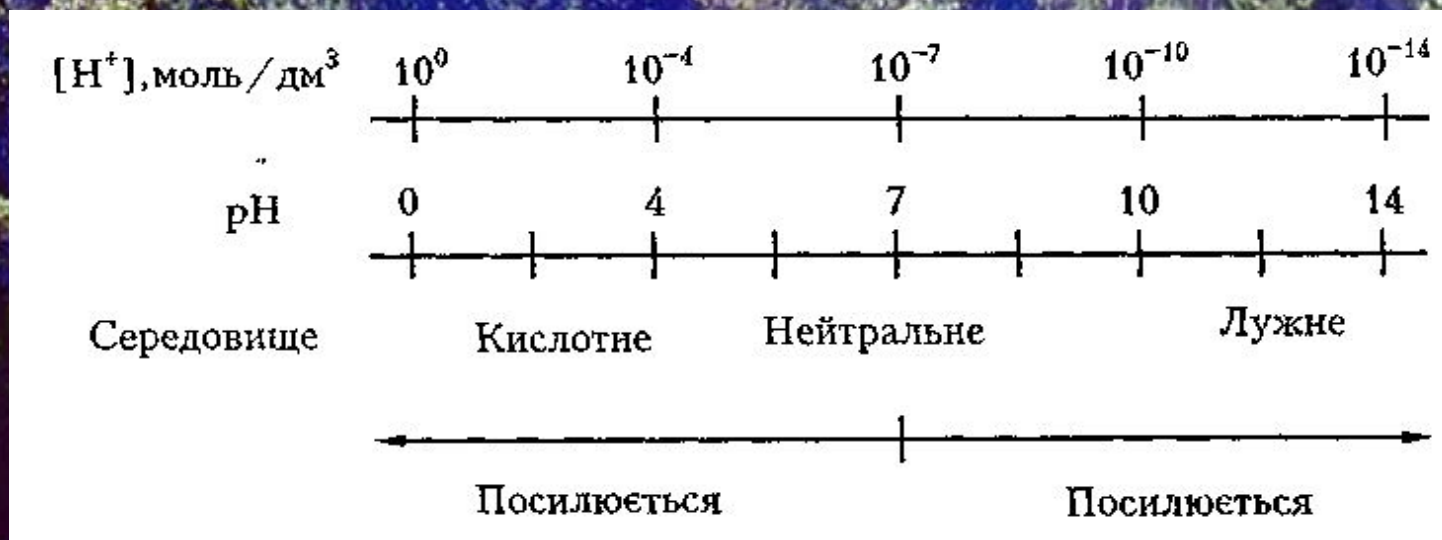 [H⁺], моль/дм³ 10⁰ 10⁻⁴ 10⁻⁷ 10⁻¹⁰ 10⁻¹⁴
pH 0 4 7 10 14
Середовище Кислотне Нейтральне Лужне
Посилюється Посилюється